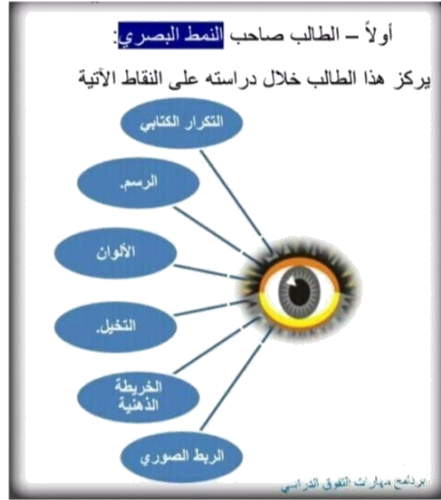 أولاً – الطالب صاحب النمط البصري:
يركز هذا الطالب خلال دراسته على النقاط الآتية
التكرار الكتابي
الرسم.
الألوان
التخيل.
الخريطة
الذهنية
الربط الصوري
برنامج مهارات التفوق الدراسي